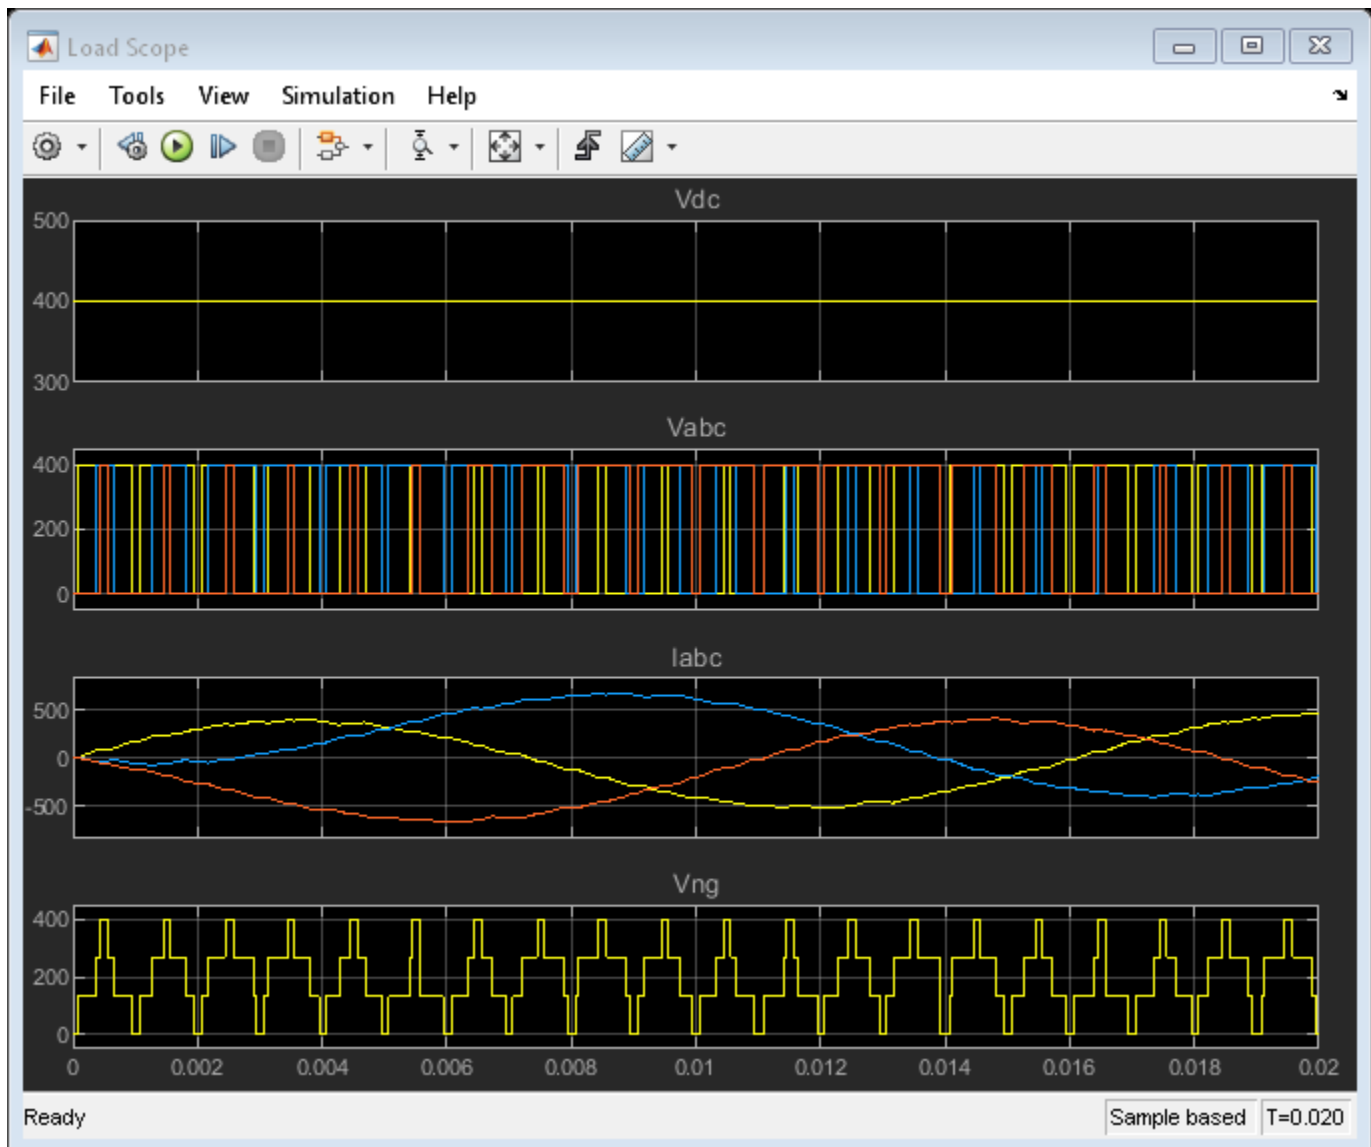 Load Scope
File Tools View Simulation Help
Vdc
500
400
300
Vabc
400
200
0
Iabc
500
0
-500
Vng
400
200
0
0 0.002 0.004 0.006 0.008 0.01 0.012 0.014 0.016 0.018 0.02
Ready Sample based T=0.020